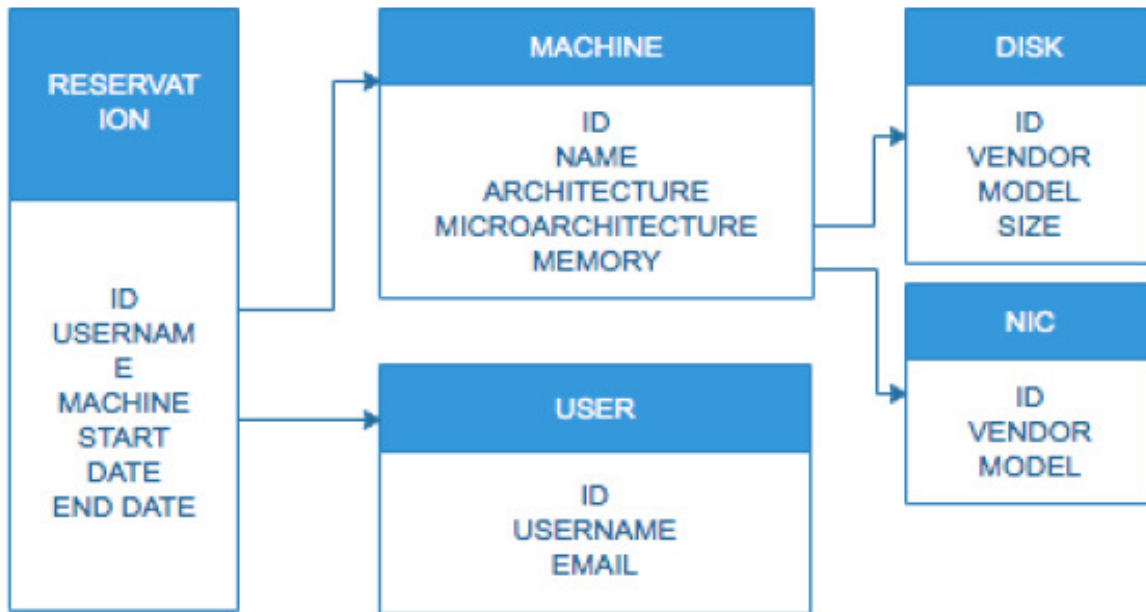 RESERVAT
ION
ID
USERNAM
E
MACHINE
START
DATE
END DATE
MACHINE
ID
NAME
ARCHITECTURE
MICROARCHITECTURE
MEMORY
USER
ID
USERNAME
EMAIL
DISK
ID
VENDOR
MODEL
SIZE
NIC
ID
VENDOR
MODEL